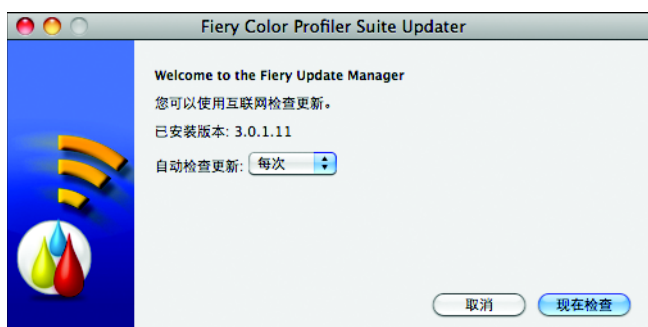 Fiery Color Profiler Suite Updater
Welcome to the Fiery Update Manager
您可以使用互联网检查更新。
已安装版本: 3.0.1.11
自动检查更新: 每次
取消 现在检查